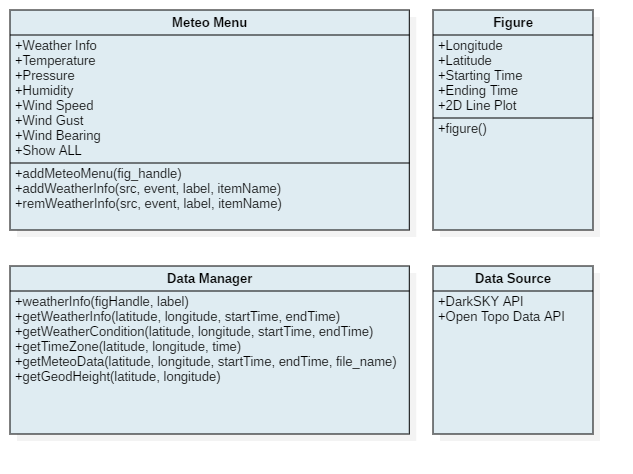 Meteo Menu
+Weather Info
+Temperature
+Pressure
+Humidity
+Wind Speed
+Wind Gust
+Wind Bearing
+Show ALL
+addMeteoMenu(fig_handle)
+addWeatherInfo(src, event, label, itemName)
+remWeatherInfo(src, event, label, itemName)
Figure
+Longitude
+Latitude
+Starting Time
+Ending Time
+2D Line Plot
+figure()
Data Manager
+weatherInfo(figHandle, label)
+getWeatherInfo(latitude, longitude, startTime, endTime)
+getWeatherCondition(latitude, longitude, startTime, endTime)
+getTimeZone(latitude, longitude, time)
+getMeteoData(latitude, longitude, startTime, endTime, file_name)
+getGeodHeight(latitude, longitude)
Data Source
+DarkSKY API
+Open Topo Data API